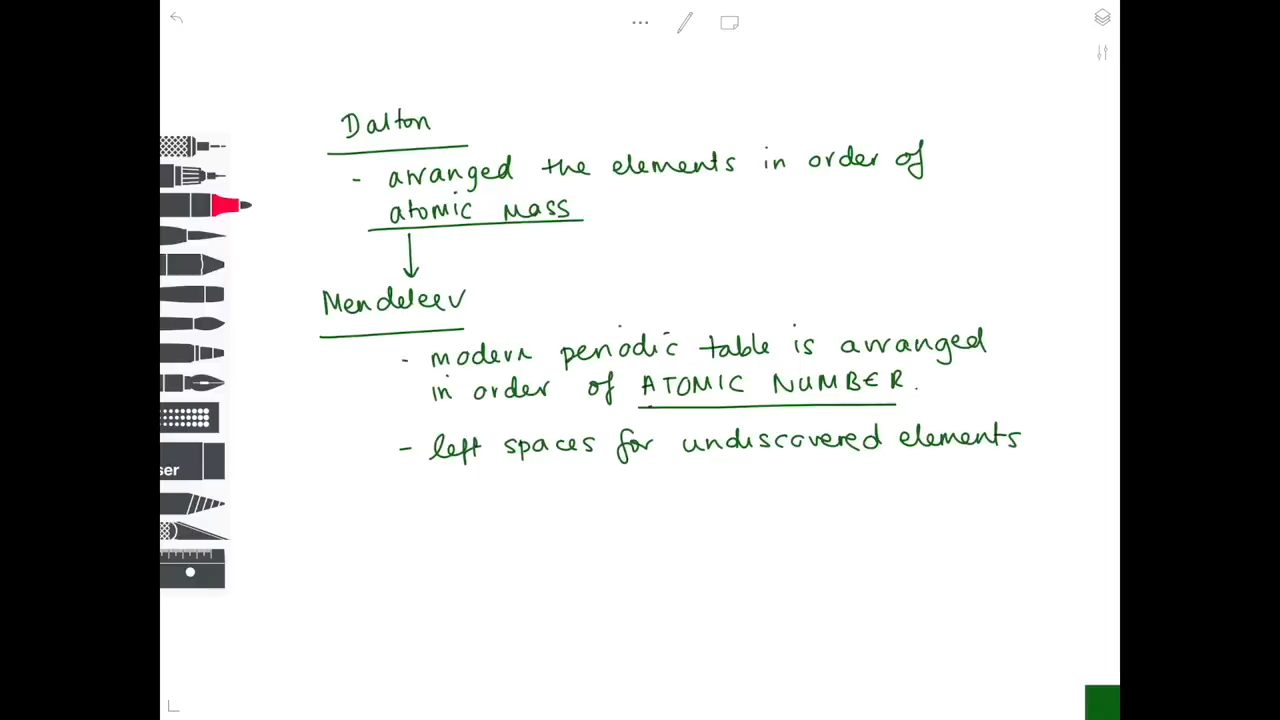 Dalton
- arranged the elements in order of
atomic mass
Mendeleev
- modern periodic table is arranged
in order of ATOMIC NUMBER.
- left spaces for undiscovered elements
ser